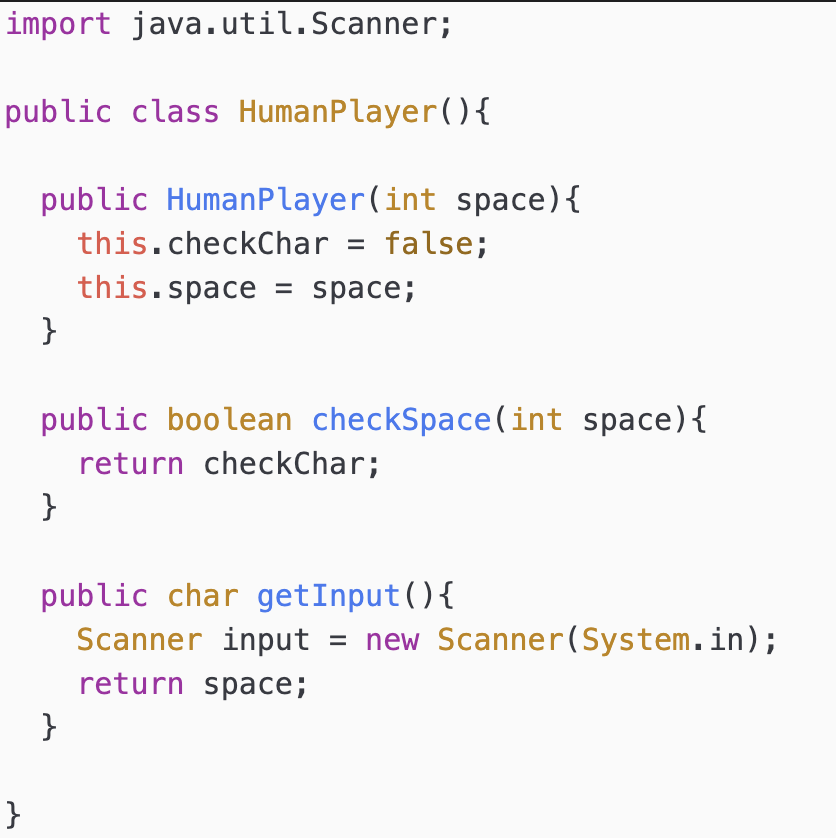 import java.util.Scanner;
public class HumanPlayer(){
public HumanPlayer(int space){
this.checkChar = false;
this.space = space;
}
public boolean checkSpace(int space){
return checkChar;
}
public char getInput(){
Scanner input = new Scanner(System.in);
return space;
}
}